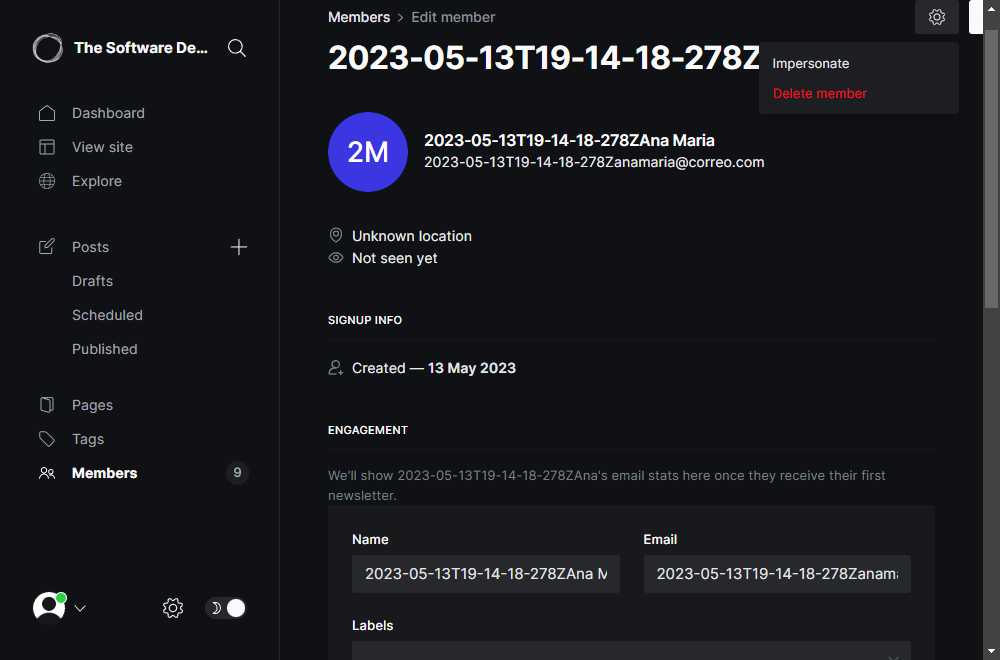 The Software De...
Dashboard
View site
Explore
Posts
Drafts
Scheduled
Published
Pages
Tags
Members
9
Members > Edit member
2023-05-13T19-14-18-278Z
Impersonate
Delete member
2M
2023-05-13T19-14-18-278ZAna Maria
2023-05-13T19-14-18-278Zanamaria@correo.com
Unknown location
Not seen yet
SIGNUP INFO
Created — 13 May 2023
ENGAGEMENT
We'll show 2023-05-13T19-14-18-278ZAna's email stats here once they receive their first
newsletter.
Name
Email
2023-05-13T19-14-18-278ZAna M
2023-05-13T19-14-18-278Zanama
Labels